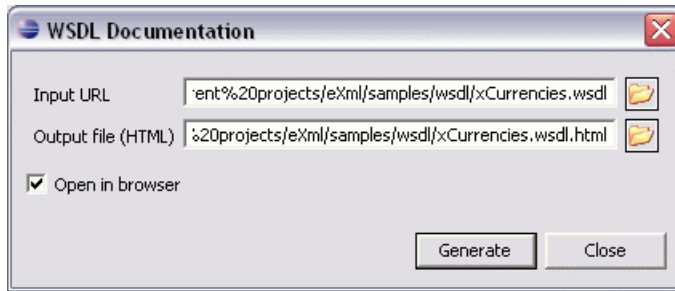 WSDL Documentation
Input URL ent%20projects/eXml/samples/wsdl/xCurrencies.wsdl
Output file (HTML) %20projects/eXml/samples/wsdl/xCurrencies.wsdl.html
Open in browser
Generate Close